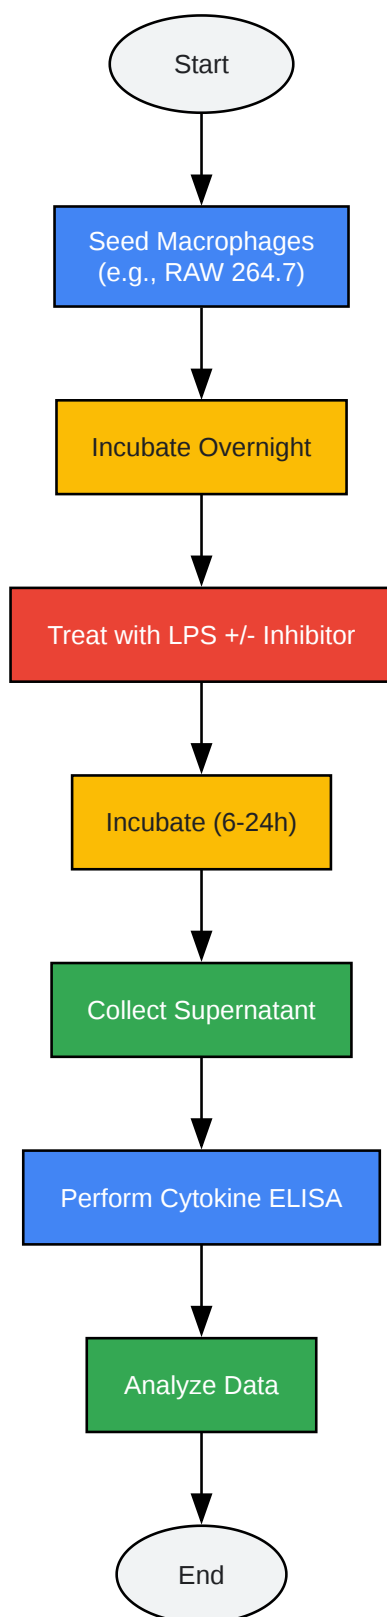 Start
Seed Macrophages
(e.g., RAW 264.7)
Incubate Overnight
Treat with LPS +/- Inhibitor
Incubate (6-24h)
Collect Supernatant
Perform Cytokine ELISA
Analyze Data
End